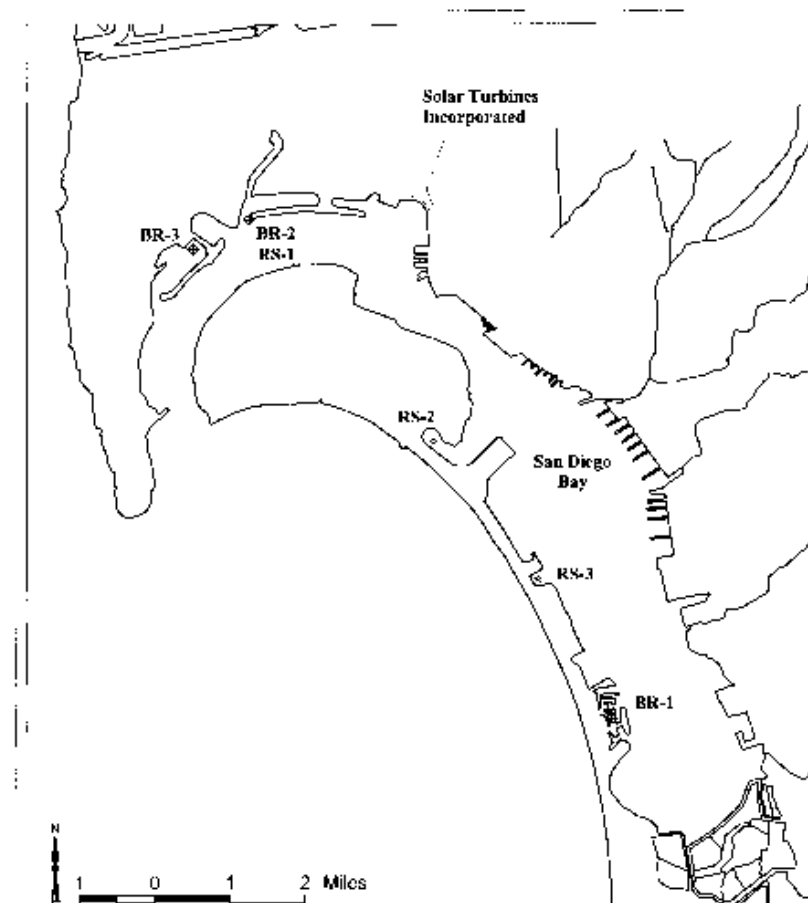 Solar Turbines
Incorporated
BR-3
BR-2
RS-1
RS-2
San Diego
Bay
RS-3
BR-1
N
1 0 1 2 Miles